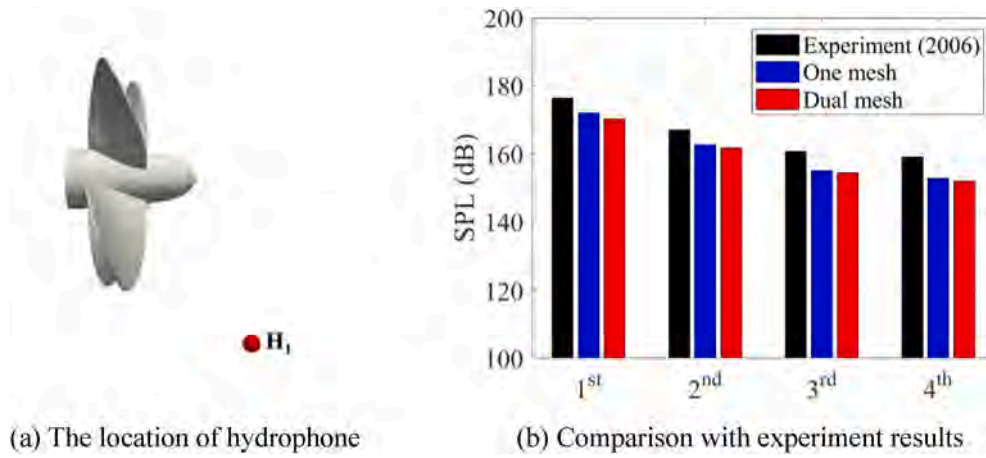 H₁
(a) The location of hydrophone
200
180
160
140
120
100
SPL (dB)
Experiment (2006)
One mesh
Dual mesh
1ˢᵗ 2ⁿᵈ 3ʳᵈ 4ᵗʰ
(b) Comparison with experiment results